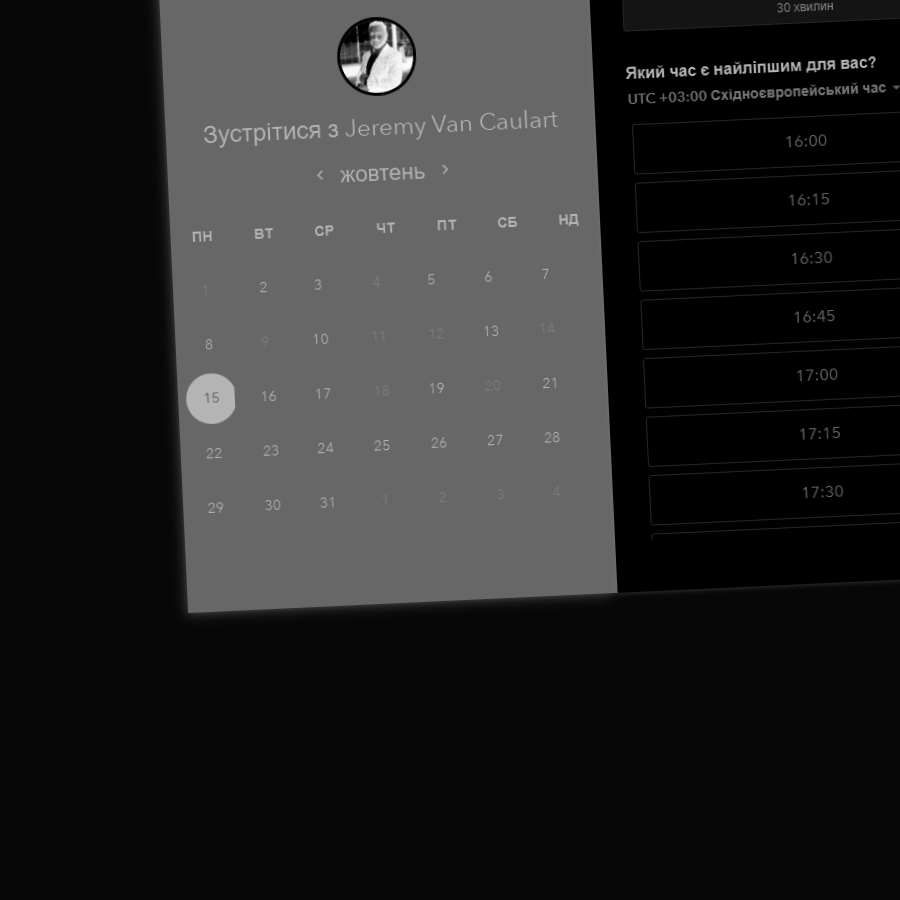 Зустрітися з Jeremy Van Caulart
жовтень
ПН ВТ СР ЧТ ПТ СБ НД
1 2 3 4 5 6 7
8 9 10 11 12 13 14
15 16 17 18 19 20 21
22 23 24 25 26 27 28
29 30 31 1 2 3 4
30 хвилин
Який час є найліпшим для вас?
UTC +03:00 Східноєвропейський час
16:00
16:15
16:30
16:45
17:00
17:15
17:30